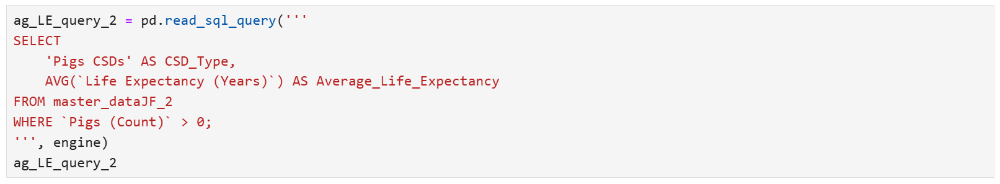 ag_LE_query_2 = pd.read_sql_query('''
SELECT
    'Pigs CSDs' AS CSD_Type,
    AVG(`Life Expectancy (Years)`) AS Average_Life_Expectancy
FROM master_dataJF_2
WHERE `Pigs (Count)` > 0;
''', engine)
ag_LE_query_2